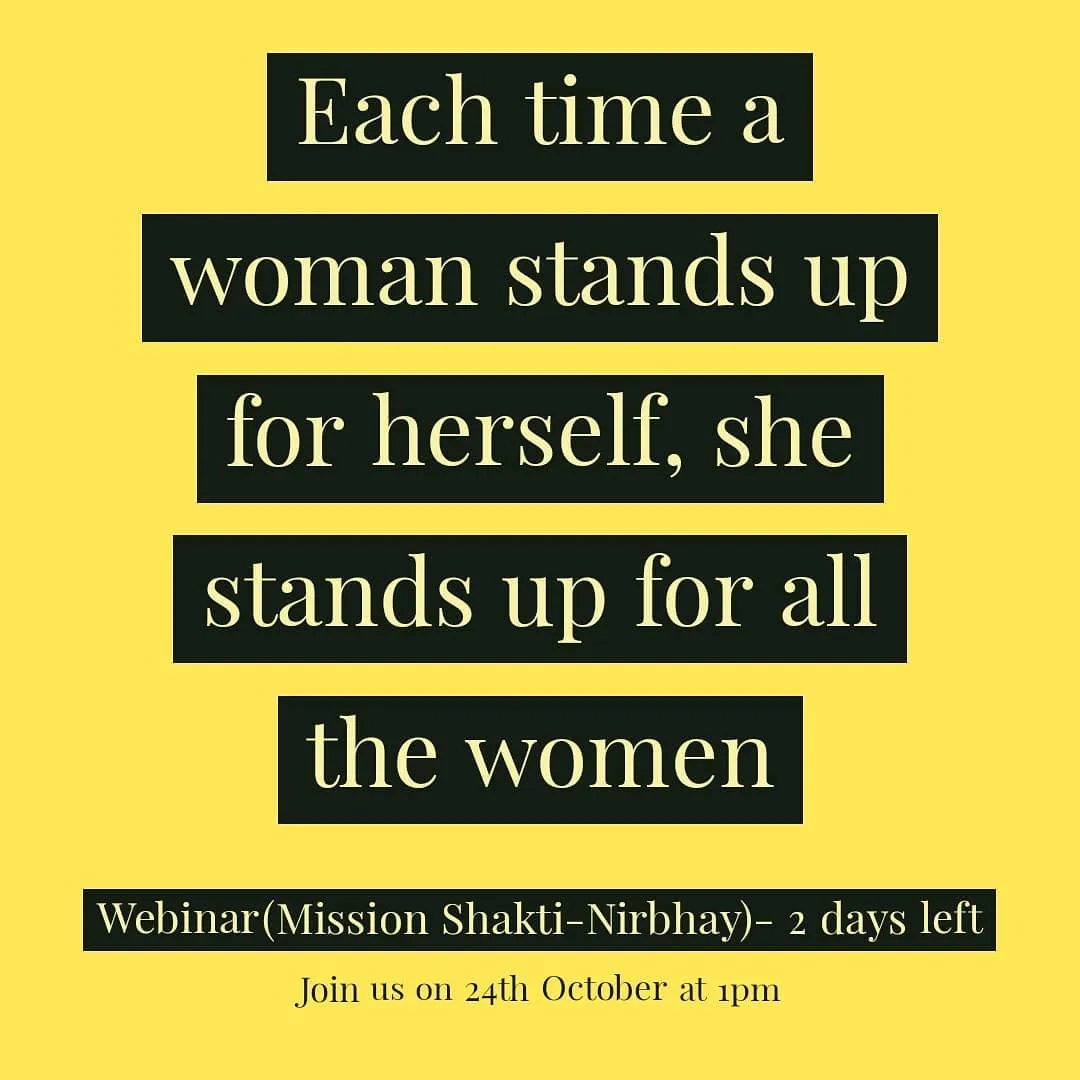 Each time a
woman stands up
for herself, she
stands up for all
the women
Webinar(Mission Shakti-Nirbhay)- 2 days left
Join us on 24th October at 1pm